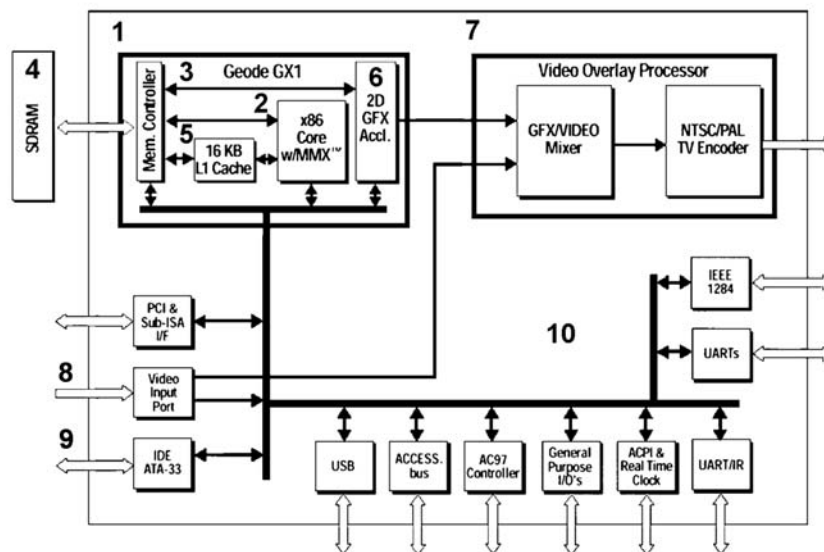 1
7
4
SDRAM
Geode GX1
Mem. Controller
3
2
5
16 KB
L1 Cache
x86
Core
w/MMX™
6
2D
GFX
Accl.
Video Overlay Processor
GFX/VIDEO
Mixer
NTSC/PAL
TV Encoder
PCI &
Sub-ISA
I/F
8
Video
Input
Port
9
IDE
ATA-33
10
IEEE
1284
UARTs
USB
ACCESS.
bus
AC97
Controller
General
Purpose
I/O's
ACPI &
Real Time
Clock
UART/IR